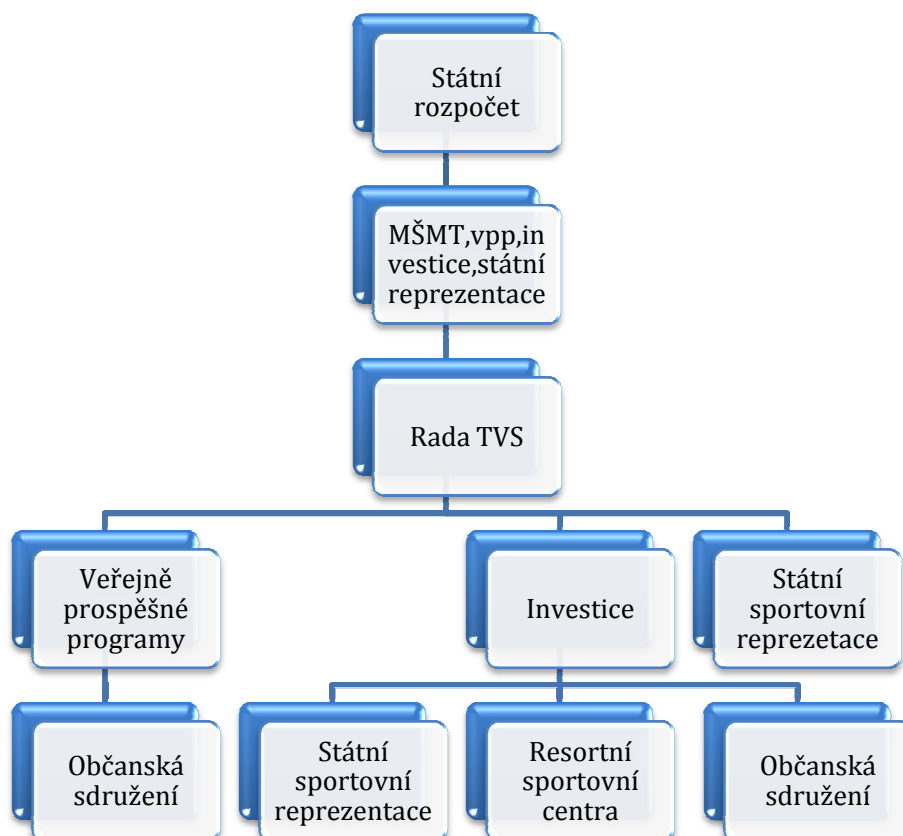 Státní
rozpočet
MŠMT,vpp,in
vestice,státní
reprezentace
Rada TVS
Veřejně
prospěšné
programy
Investice
Státní
sportovní
reprezetace
Občanská
sdružení
Státní
sportovní
reprezentace
Resortní
sportovní
centra
Občanská
sdružení